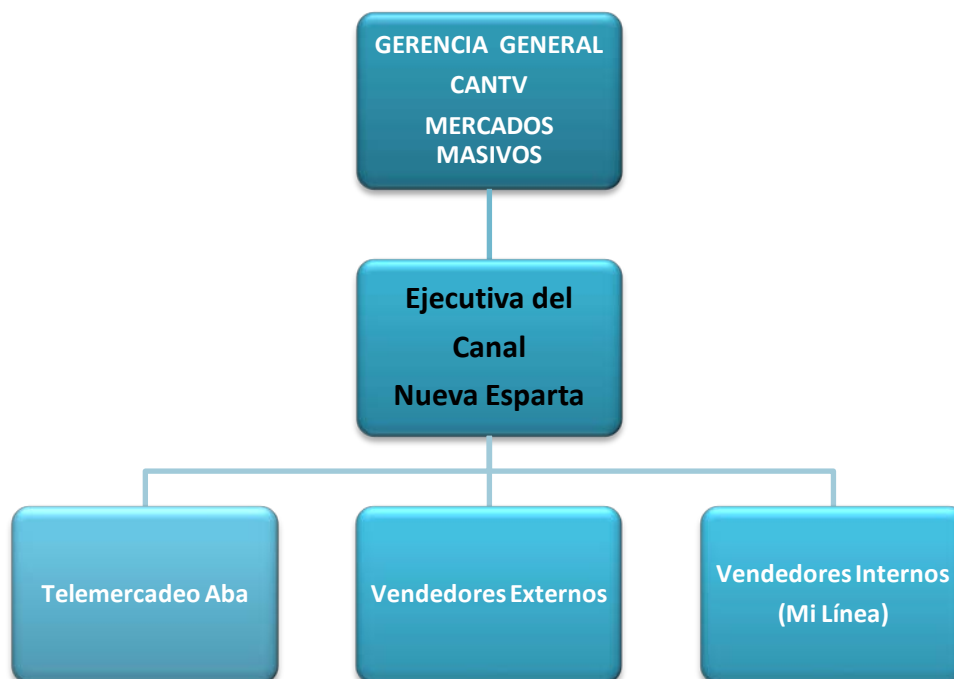 GERENCIA GENERAL
CANTV
MERCADOS
MASIVOS
Ejecutiva del
Canal
Nueva Esparta
Telemercadeo Aba
Vendedores Externos
Vendedores Internos
(Mi Línea)